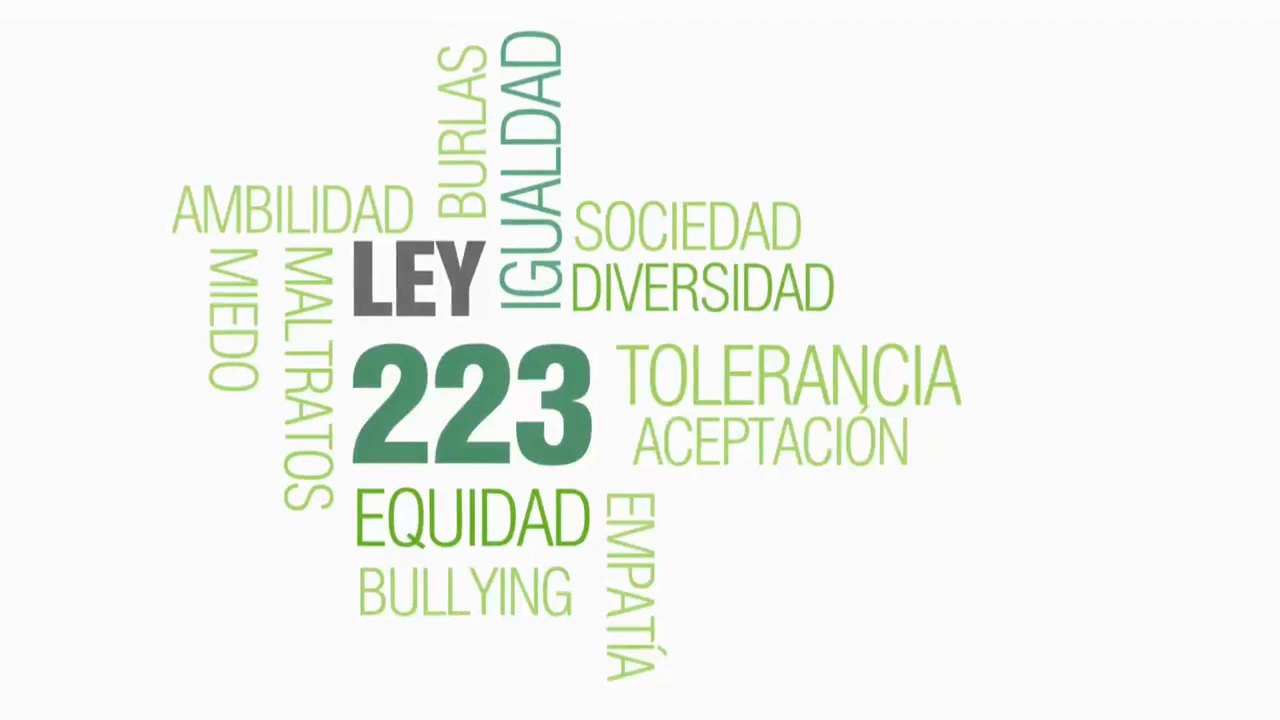 BURLAS
IGUALDAD
AMBILIDAD
SOCIEDAD
MIEDO
MALTRATOS
LEY
DIVERSIDAD
223
TOLERANCIA
ACEPTACIÓN
EQUIDAD
EMPATÍA
BULLYING